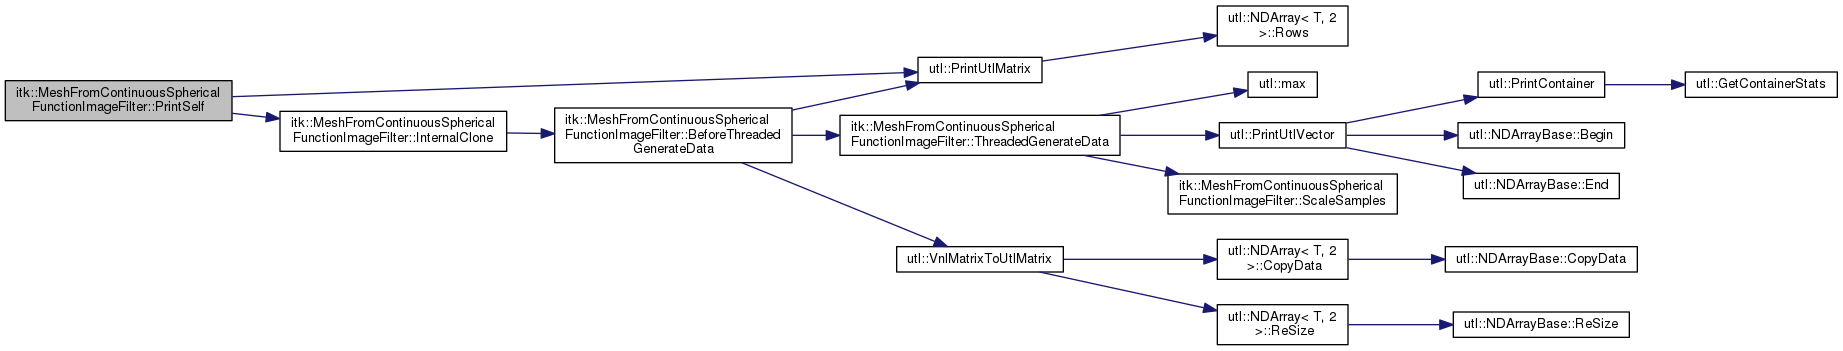 itk::MeshFromContinuousSpherical
FunctionImageFilter::PrintSelf
itk::MeshFromContinuousSpherical
FunctionImageFilter::InternalClone
itk::MeshFromContinuousSpherical
FunctionImageFilter::BeforeThreaded
GenerateData
utl::PrintUtlMatrix
utl::NDArray< T, 2
>::Rows
itk::MeshFromContinuousSpherical
FunctionImageFilter::ThreadedGenerateData
utl::max
utl::PrintUtlVector
utl::PrintContainer
utl::GetContainerStats
utl::NDArrayBase::Begin
utl::NDArrayBase::End
itk::MeshFromContinuousSpherical
FunctionImageFilter::ScaleSamples
utl::VnlMatrixToUtlMatrix
utl::NDArray< T, 2
>::CopyData
utl::NDArrayBase::CopyData
utl::NDArray< T, 2
>::ReSize
utl::NDArrayBase::ReSize